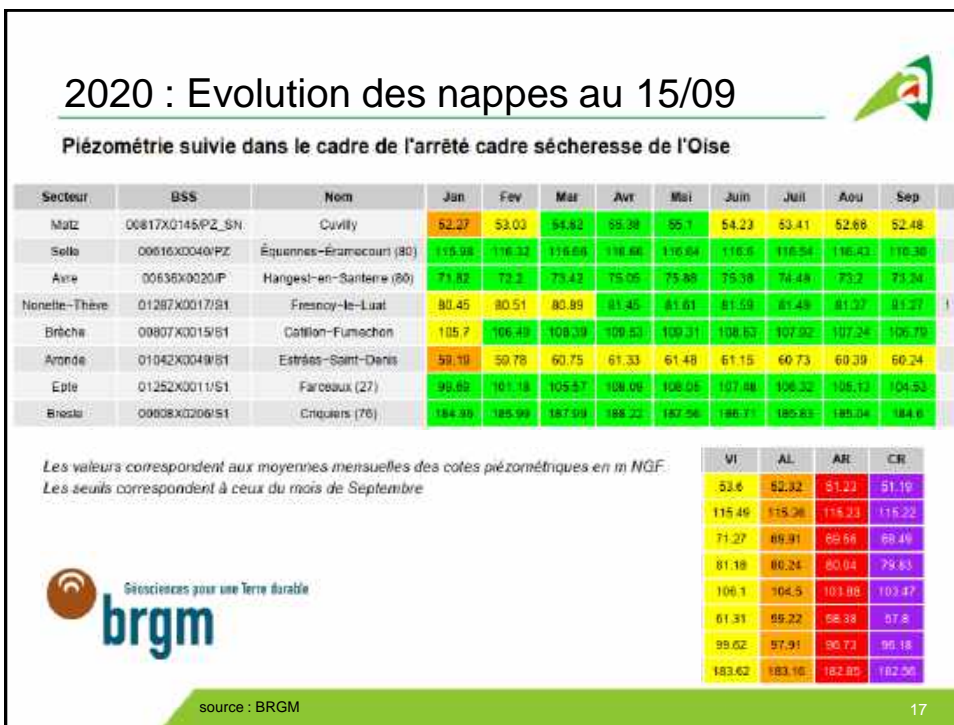 2020 : Evolution des nappes au 15/09
Piézométrie suivie dans le cadre de l'arrêté cadre sécheresse de l'Oise
Secteur BSS Nom Jan Fev Mar Avr Mai Juin Juil Aou Sep
Matz 00817X0145/PZ_SN Cuvilly 52.27 53.03 54.62 55.38 55.1 54.23 53.41 52.66 52.48
Selle 00616X0040/PZ Équennes-Éramecourt (80) 115.98 116.32 116.66 116.66 116.64 116.6 116.54 116.43 116.36
Avre 00636X0020/P Hangest-en-Santerre (80) 71.82 72.2 73.42 75.05 75.88 75.38 74.48 73.2 73.24
Nonette-Thève 01287X0017/S1 Fresnoy-le-Luat 80.45 80.51 80.89 81.45 81.61 81.59 81.49 81.37 81.27
Brèche 00807X0015/S1 Catillon-Fumechon 105.7 106.49 108.39 109.53 109.31 108.63 107.92 107.24 106.79
Aronde 01042X0049/S1 Estrées-Saint-Denis 59.19 59.78 60.75 61.33 61.48 61.15 60.73 60.39 60.24
Epte 01252X0011/S1 Farceaux (27) 99.69 101.18 105.57 108.09 108.05 107.48 106.32 105.13 104.53
Bresle 00608X0206/S1 Criquiers (76) 185.99 187.99 188.22 187.56 186.71 185.83 185.04 184.6
Les valeurs correspondent aux moyennes mensuelles des cotes piézométriques en m NGF.
Les seuils correspondent à ceux du mois de Septembre
VI AL AR CR
53.6 52.32 51.23 51.19
115.49 115.36 115.23 115.22
71.27 69.91 68.49
81.18 80.24 80.04 79.83
106.1 104.5 103.88 103.47
61.31 59.22 58.38 57.8
99.62 97.91 96.73 96.18
183.62 183.16 182.85 182.56
Géosciences pour une Terre durable
brgm
source : BRGM
17